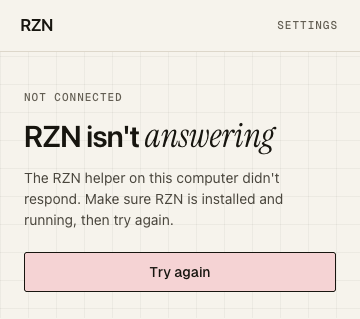 RZN
SETTINGS
NOT CONNECTED
RZN isn't answering
The RZN helper on this computer didn't
respond. Make sure RZN is installed and
running, then try again.
Try again